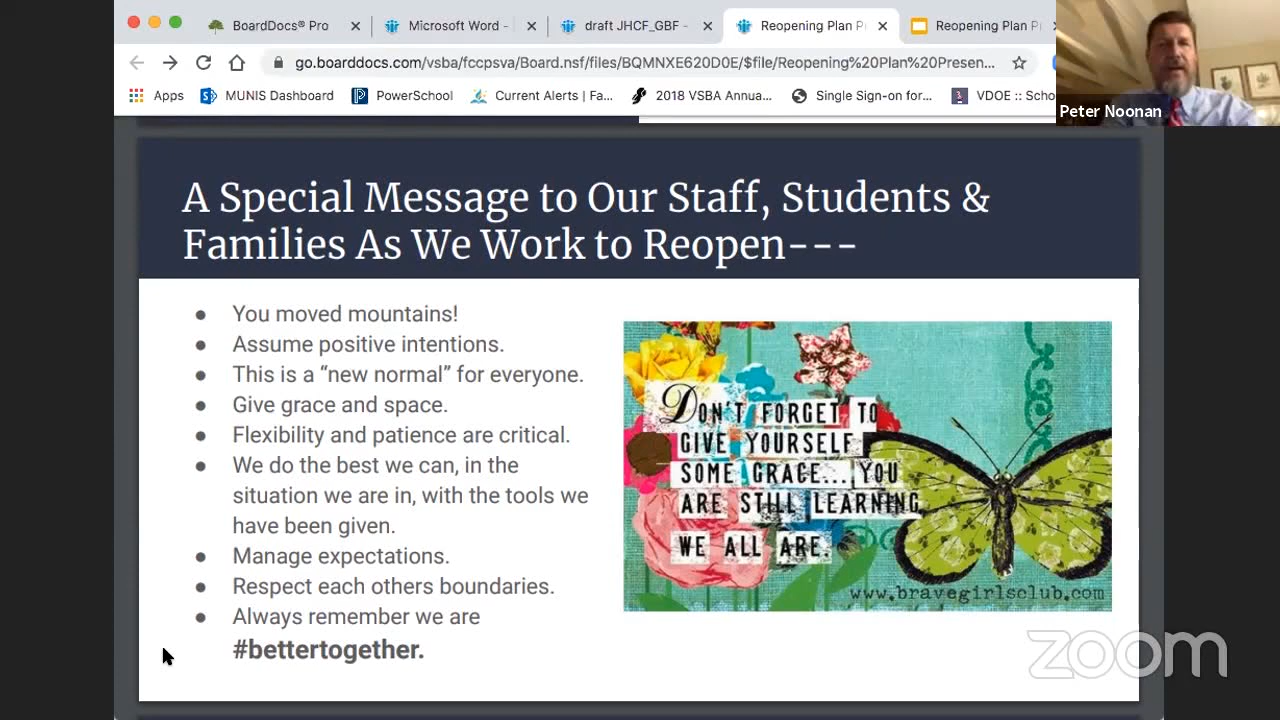 BoardDocs® Pro
Microsoft Word -
draft JHCF_GBF -
Reopening Plan P
Reopening Plan P
go.boarddocs.com/vsba/fccpsva/Board.nsf/files/BQMNXE620D0E/$file/Reopening%20Plan%20Presen...
Apps
MUNIS Dashboard
PowerSchool
Current Alerts | Fa...
2018 VSBA Annua...
Single Sign-on for...
VDOE :: Scho
Peter Noonan
A Special Message to Our Staff, Students &
Families As We Work to Reopen---
● You moved mountains!
● Assume positive intentions.
● This is a “new normal” for everyone.
● Give grace and space.
● Flexibility and patience are critical.
● We do the best we can, in the
situation we are in, with the tools we
have been given.
● Manage expectations.
● Respect each others boundaries.
● Always remember we are
#bettertogether.
DON'T FORGET TO
GIVE YOURSELF
SOME GRACE... YOU
ARE STILL LEARNING
WE ALL ARE.
www.bravegirlsclub.com
zoom